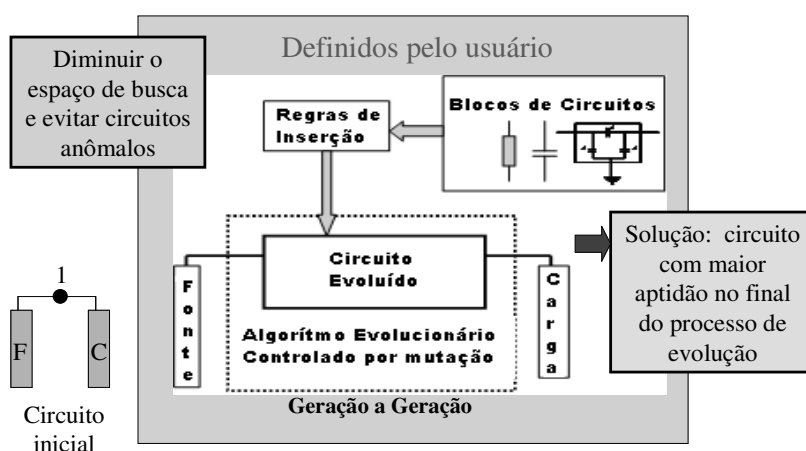 Definidos pelo usuário
Diminuir o
espaço de busca
e evitar circuitos
anômalos
Regras de
Inserção
Blocos de Circuitos
Circuito
Evoluído
Fonte
Carga
Algorítmo Evolucionário
Controlado por mutação
Geração a Geração
Solução: circuito
com maior
aptidão no final
do processo de
evolução
1
F
C
Circuito
inicial